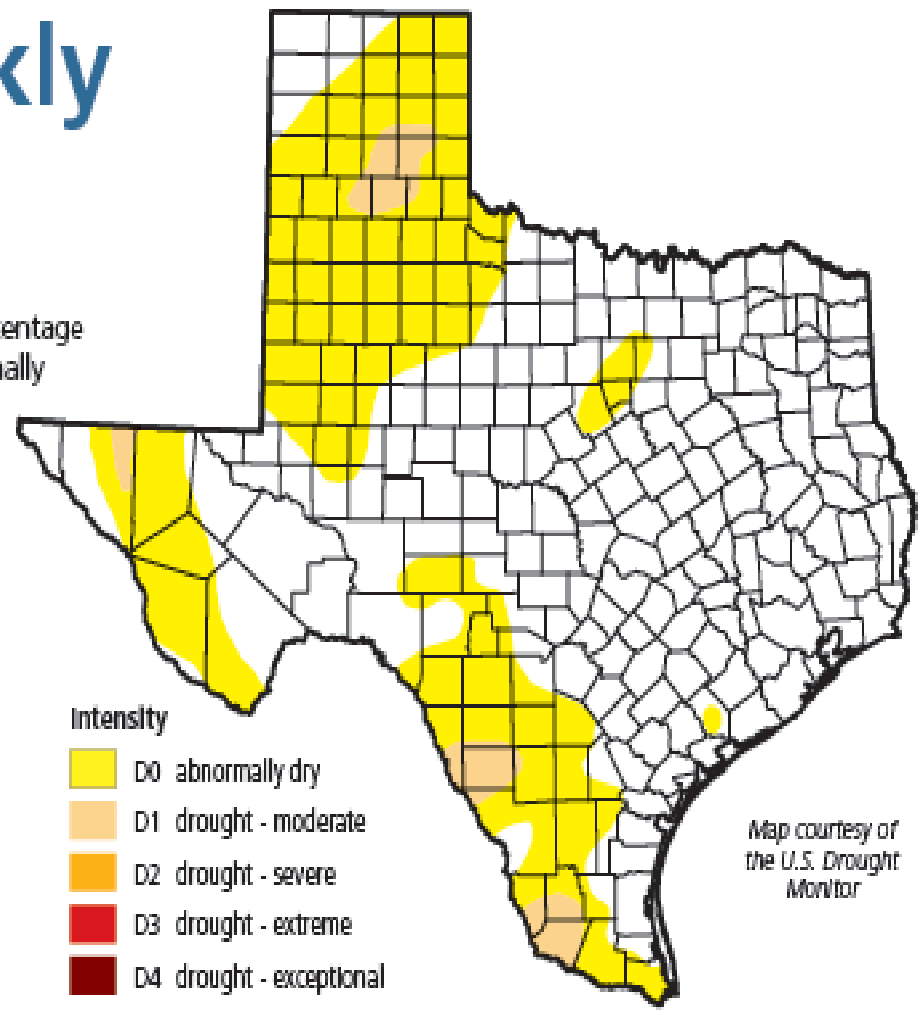 kly
entage
ally
Intensity
D0 abnormally dry
D1 drought - moderate
D2 drought - severe
D3 drought - extreme
D4 drought - exceptional
Map courtesy of
the U.S. Drought
Monitor